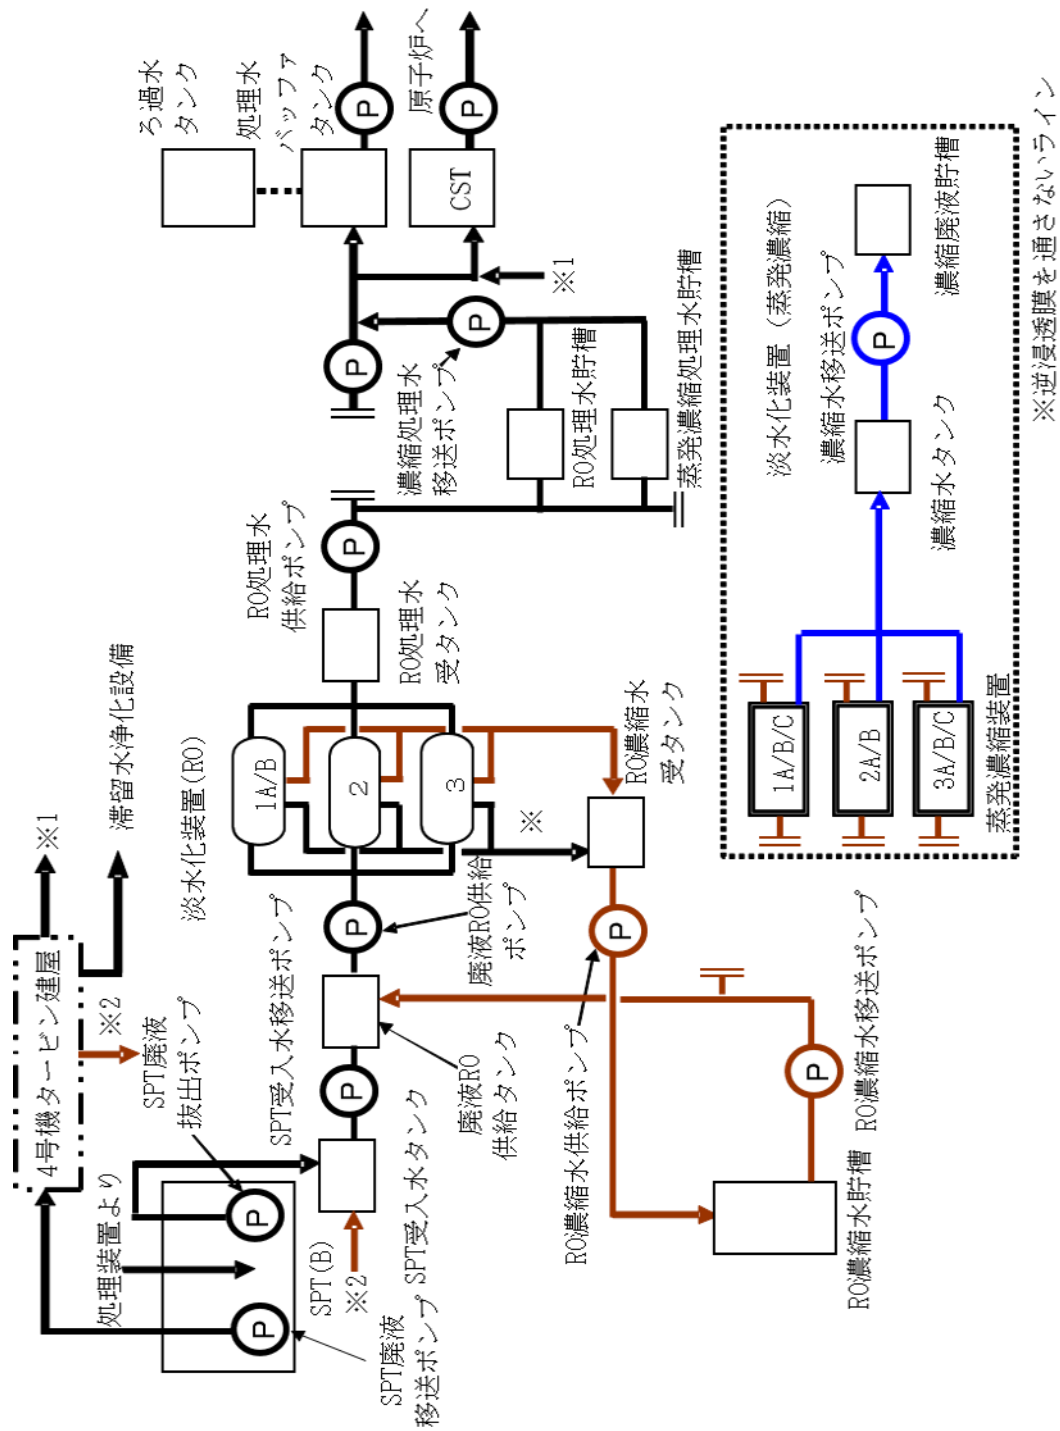 4号機タービン建屋
※1
滞留水浄化設備
※2
処理装置より
SPT廃液
抜出ポンプ
P
P
SPT(B)
※2
SPT廃液
移送ポンプ
SPT受入水タンク
SPT受入水移送ポンプ
P
廃液RO
供給タンク
P
廃液RO供給
ポンプ
淡水化装置(RO)
1A/B
2
3
※
RO処理水
受タンク
RO処理水
供給ポンプ
P
P
濃縮処理水
移送ポンプ
P
RO処理水貯槽
蒸発濃縮処理水貯槽
※1
ろ過水
タンク
処理水
バッファ
タンク
P
CST
P
原子炉へ
RO濃縮水
受タンク
P
RO濃縮水供給ポンプ
RO濃縮水貯槽
P
RO濃縮水移送ポンプ
淡水化装置（蒸発濃縮）
1A/B/C
2A/B
3A/B/C
蒸発濃縮装置
濃縮水タンク
濃縮水移送ポンプ
P
濃縮廃液貯槽
※逆浸透膜を通さないライン